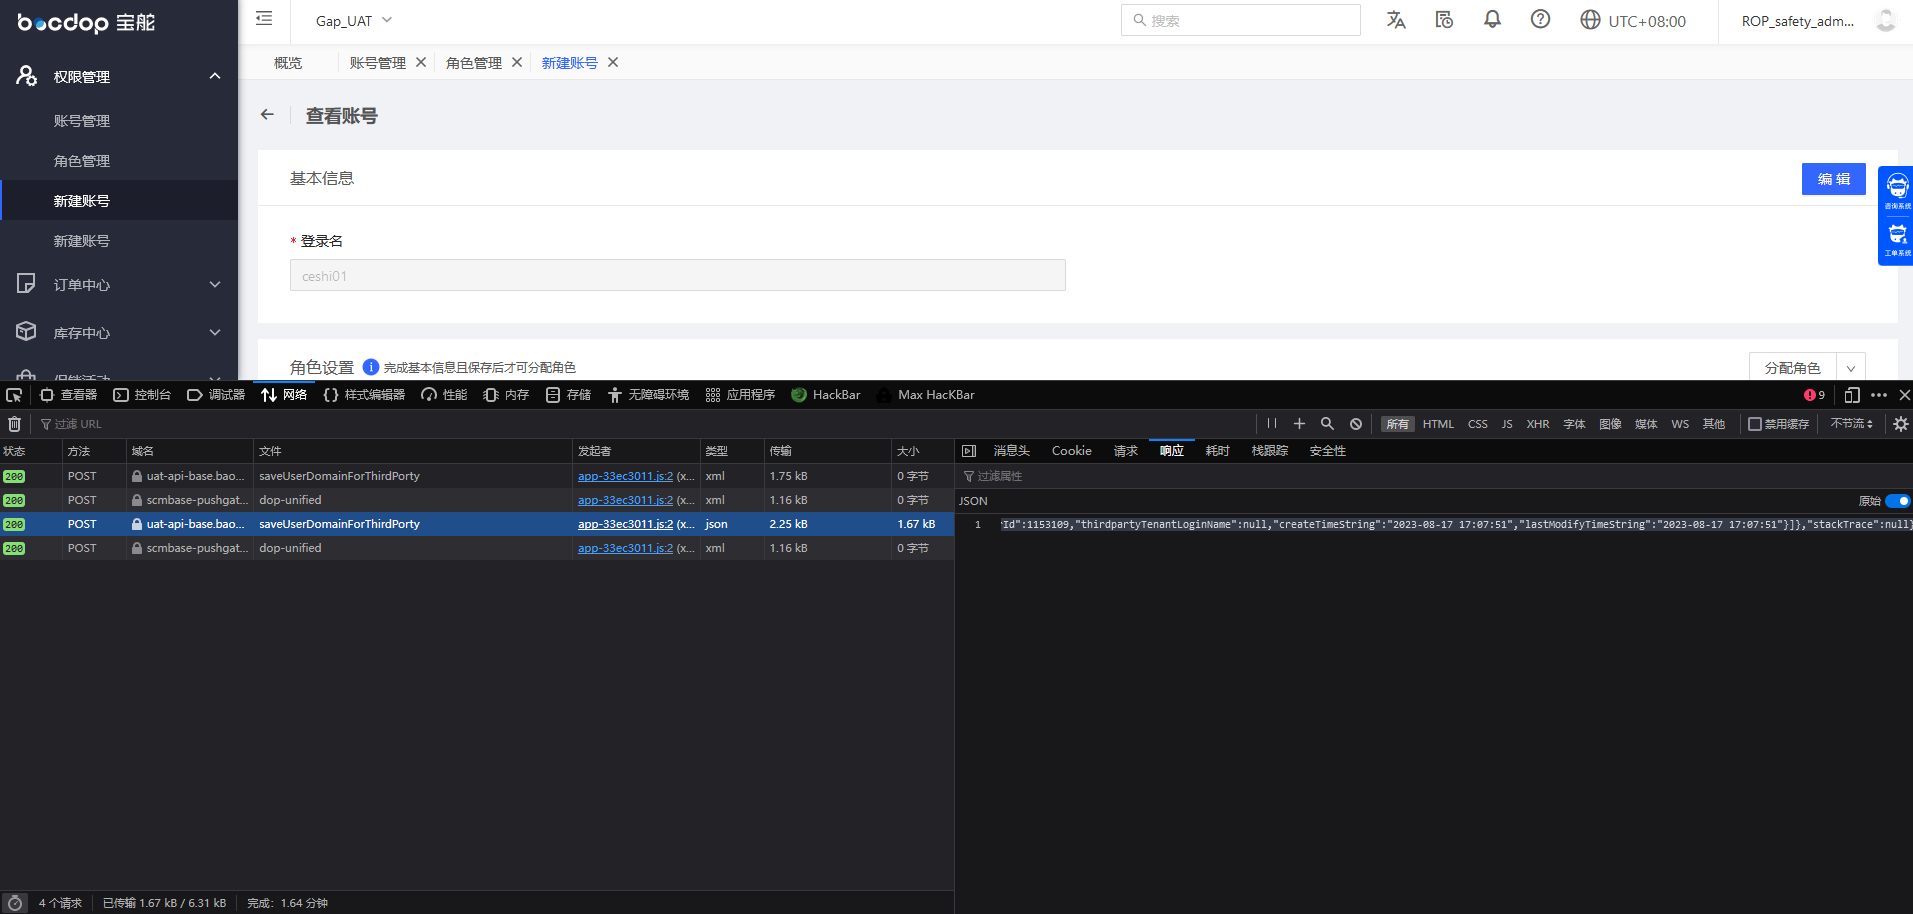 bocdop 宝舵
Gap_UAT
搜索
UTC+08:00
ROP_safety_adm...
概览
账号管理
角色管理
新建账号
权限管理
账号管理
角色管理
新建账号
新建账号
订单中心
库存中心
促销活动
查看账号
基本信息
编 辑
咨询系统
工单系统
* 登录名
ceshi01
角色设置 完成基本信息且保存后才可分配角色
分配角色
查看器 控制台 调试器 网络 样式编辑器 性能 内存 存储 无障碍环境 应用程序 HackBar Max HacKBar
9
过滤 URL
所有 HTML CSS JS XHR 字体 图像 媒体 WS 其他 禁用缓存 不节流
状态 方法 域名 文件 发起者 类型 传输 大小
200 POST uat-api-base.bao... saveUserDomainForThirdParty app-33ec3011.js:2 (x... xml 1.75 kB 0 字节
200 POST scmbase-pushgat... dop-unified app-33ec3011.js:2 (x... xml 1.16 kB 0 字节
200 POST uat-api-base.bao... saveUserDomainForThirdParty app-33ec3011.js:2 (x... json 2.25 kB 1.67 kB
200 POST scmbase-pushgat... dop-unified app-33ec3011.js:2 (x... xml 1.16 kB 0 字节
消息头 Cookie 请求 响应 耗时 栈跟踪 安全性
过滤属性
JSON 原始
1 Id":1153109,"thirdpartyTenantLoginName":null,"createTimeString":"2023-08-17 17:07:51","lastModifyTimeString":"2023-08-17 17:07:51"}]},"stackTrace":null}
4 个请求 已传输 1.67 kB / 6.31 kB 完成：1.64 分钟